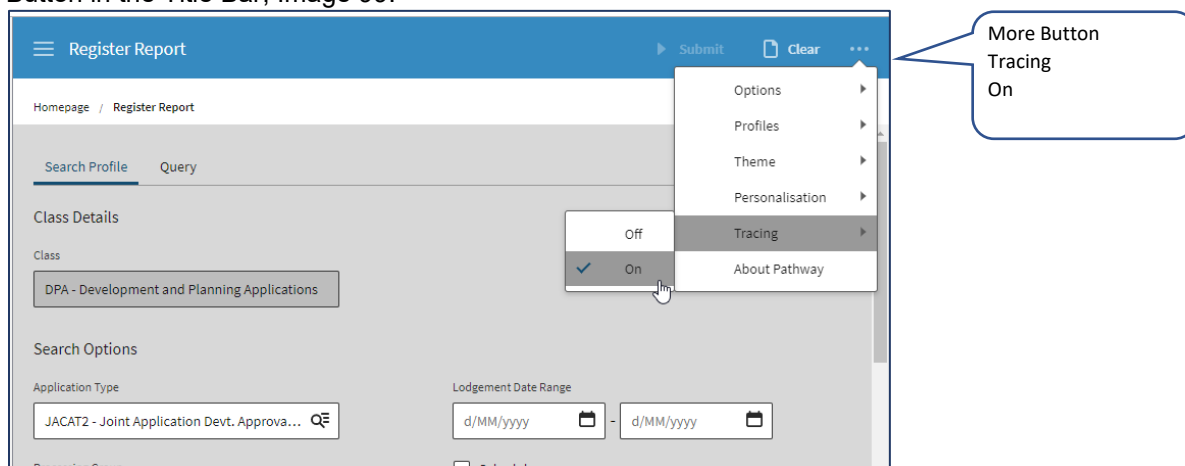 Button in the Title Bar, Image 66.
Register Report
Submit
Clear
More Button
Tracing
On
Options
Homepage / Register Report
Profiles
Search Profile
Query
Theme
Personalisation
Class Details
Off
Tracing
Class
On
About Pathway
DPA - Development and Planning Applications
Search Options
Application Type
Lodgement Date Range
JACAT2 - Joint Application Devt. Approva...
d/MM/yyyy - d/MM/yyyy